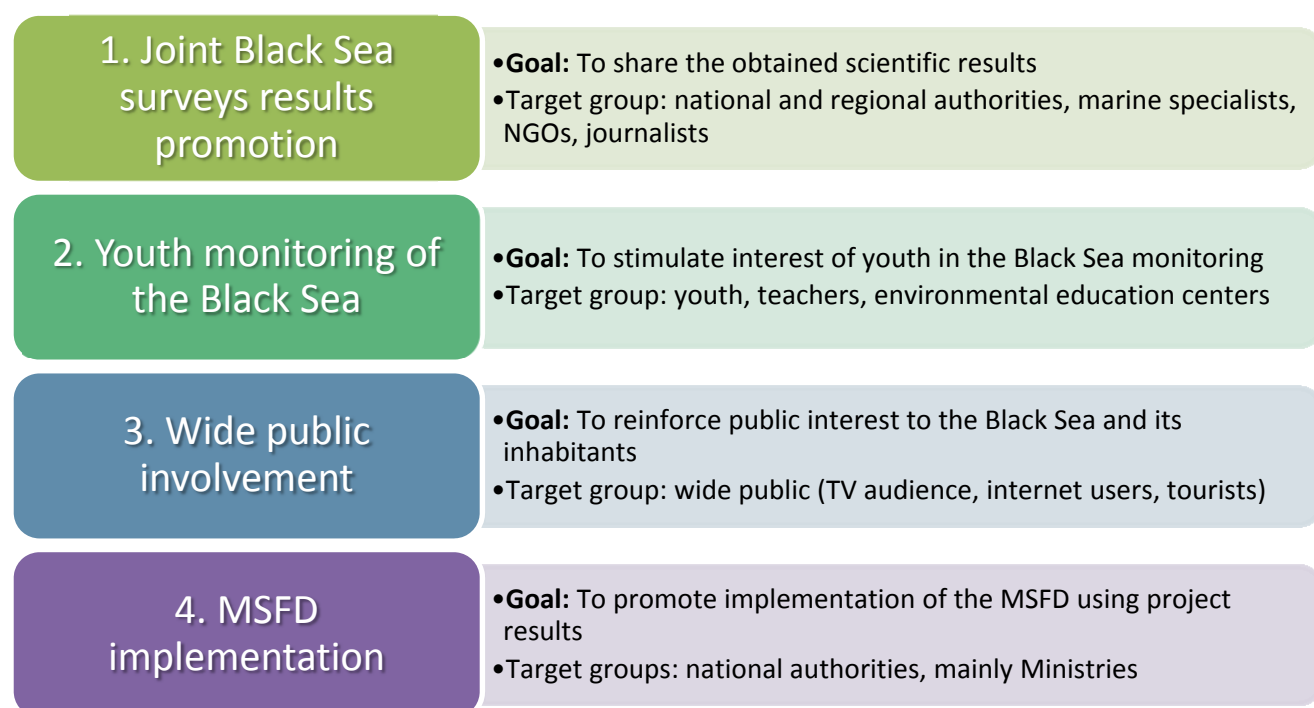 1. Joint Black Sea
surveys results
promotion
•Goal: To share the obtained scientific results
•Target group: national and regional authorities, marine specialists,
NGOs, journalists
2. Youth monitoring of
the Black Sea
•Goal: To stimulate interest of youth in the Black Sea monitoring
•Target group: youth, teachers, environmental education centers
3. Wide public
involvement
•Goal: To reinforce public interest to the Black Sea and its
inhabitants
•Target group: wide public (TV audience, internet users, tourists)
4. MSFD
implementation
•Goal: To promote implementation of the MSFD using project
results
•Target groups: national authorities, mainly Ministries